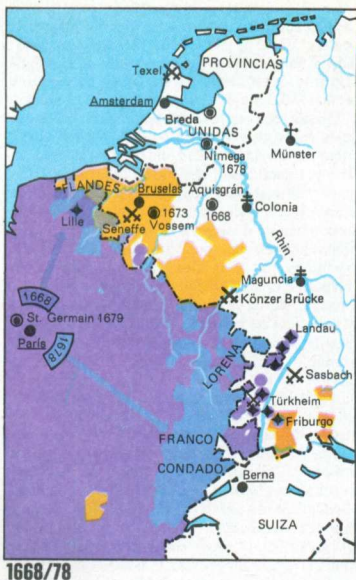 Texel
PROVINCIAS
Amsterdam
Breda
UNIDAS
Nimega
1678
Münster
FLANDES
Bruselas
Aquisgrán
1668
Colonia
Lille
1673
Vossem
Seneffe
Rhin
Maguncia
Könzer Brücke
1668
St. Germain 1679
París
1678
Landau
LORENA
Sasbach
Türkheim
Friburgo
FRANCO
CONDADO
Berna
SUIZA
1668/78